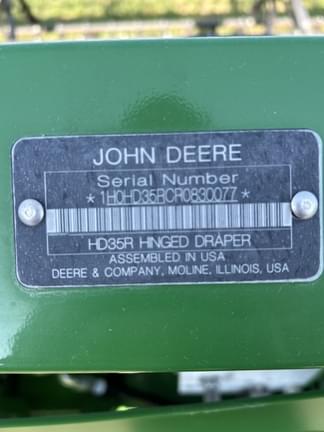 JOHN DEERE
Serial Number
*1H0HD35RCR0830077*
HD35R HINGED DRAPER
ASSEMBLED IN USA
DEERE & COMPANY, MOLINE, ILLINOIS, USA